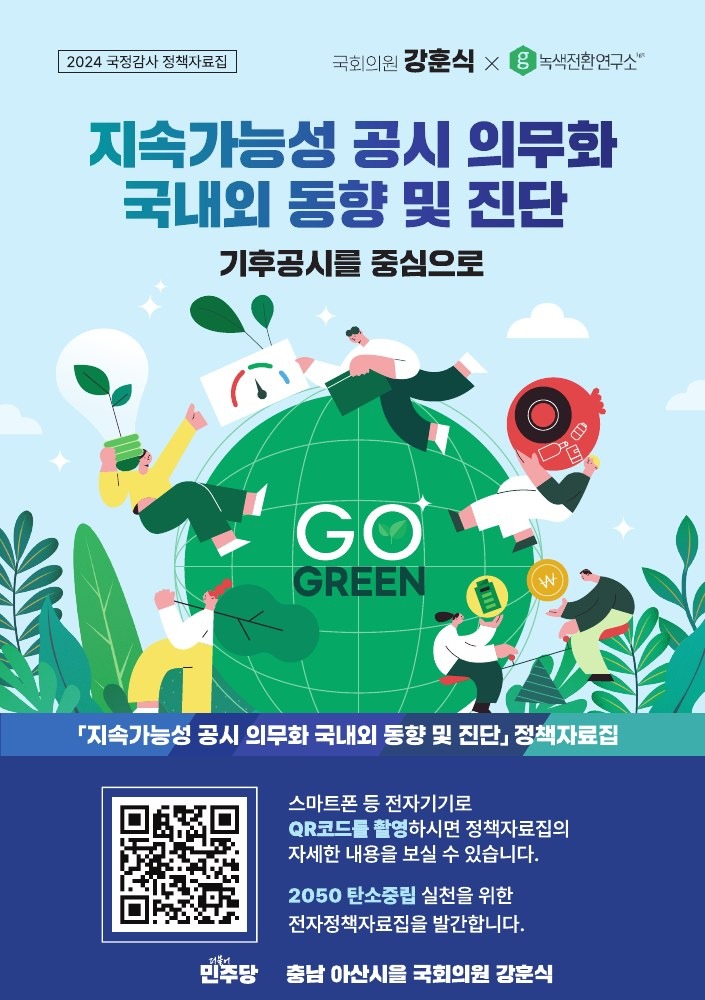 2024 국정감사 정책자료집
국회의원 강훈식 × g 녹색전환연구소
지속가능성 공시 의무화
국내외 동향 및 진단
기후공시를 중심으로
GO
GREEN
₩
「지속가능성 공시 의무화 국내외 동향 및 진단」 정책자료집
스마트폰 등 전자기기로
QR코드를 촬영하시면 정책자료집의
자세한 내용을 보실 수 있습니다.
2050 탄소중립 실천을 위한
전자정책자료집을 발간합니다.
더불어
민주당 충남 아산시을 국회의원 강훈식